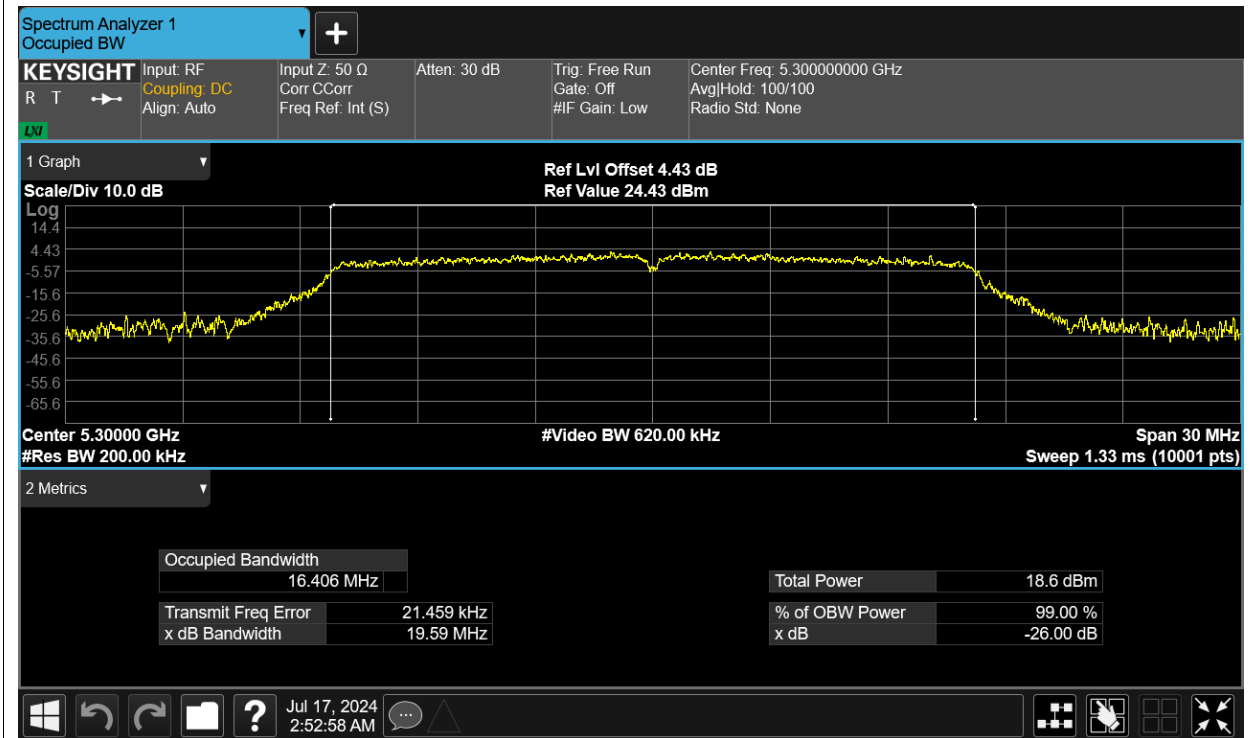 Spectrum Analyzer 1
Occupied BW
KEYSIGHT
R T
LXI
Input: RF
Coupling: DC
Align: Auto
Input Z: 50 Ω
Corr CCorr
Freq Ref: Int (S)
Atten: 30 dB
Trig: Free Run
Gate: Off
#IF Gain: Low
Center Freq: 5.300000000 GHz
Avg|Hold: 100/100
Radio Std: None
1 Graph
Scale/Div 10.0 dB
Ref Lvl Offset 4.43 dB
Ref Value 24.43 dBm
Log
14.4
4.43
-5.57
-15.6
-25.6
-35.6
-45.6
-55.6
-65.6
Center 5.30000 GHz
#Res BW 200.00 kHz
#Video BW 620.00 kHz
Span 30 MHz
Sweep 1.33 ms (10001 pts)
2 Metrics
Occupied Bandwidth
16.406 MHz
Transmit Freq Error 21.459 kHz
x dB Bandwidth 19.59 MHz
Total Power 18.6 dBm
% of OBW Power 99.00 %
x dB -26.00 dB
?
Jul 17, 2024
2:52:58 AM